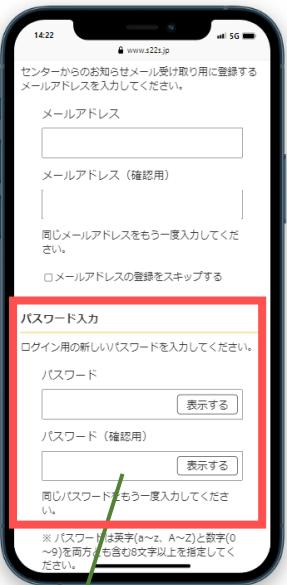 14:22
5G
www.s22s.jp
センターからのお知らせメール受け取り用に登録する
メールアドレスを入力してください。
メールアドレス
メールアドレス（確認用）
同じメールアドレスをもう一度入力してくだ
さい。
メールアドレスの登録をスキップする
パスワード入力
ログイン用の新しいパスワードを入力してください。
パスワード
表示する
パスワード（確認用）
表示する
同じパスワードをもう一度入力してくださ
い。
※ パスワードは英字(a~z、A~Z)と数字(0
~9)を両方とも含む8文字以上を指定してく
ださい。